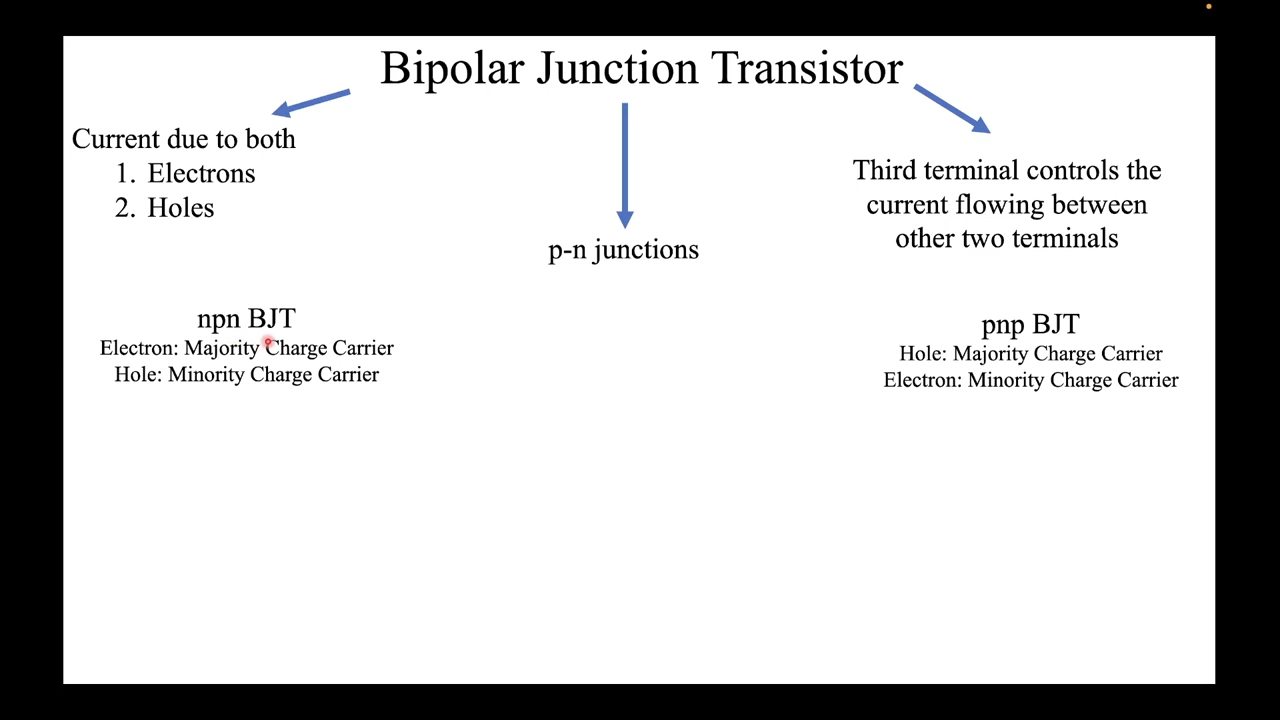 Bipolar Junction Transistor
Current due to both
1. Electrons
2. Holes
p-n junctions
Third terminal controls the
current flowing between
other two terminals
npn BJT
Electron: Majority Charge Carrier
Hole: Minority Charge Carrier
pnp BJT
Hole: Majority Charge Carrier
Electron: Minority Charge Carrier